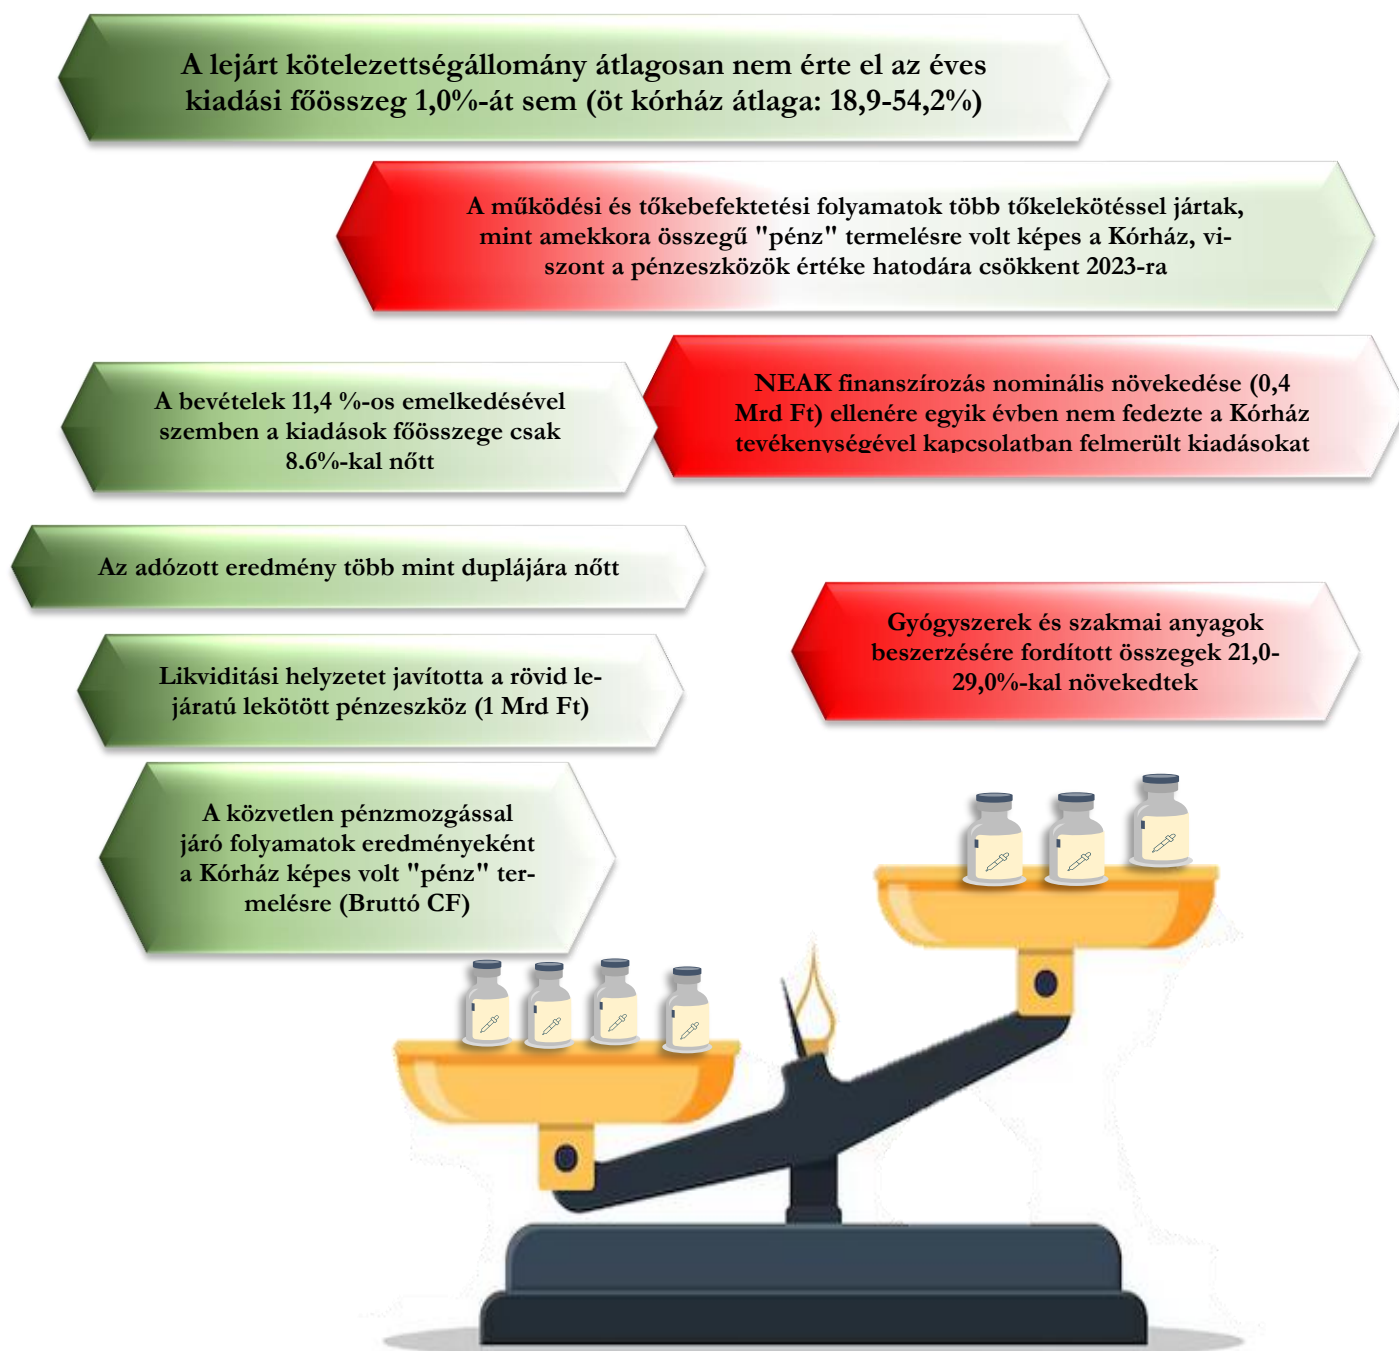 A lejárt kötelezettségállomány átlagosan nem érte el az éves
kiadási főösszeg 1,0%-át sem (öt kórház átlaga: 18,9-54,2%)
A működési és tőkebefektetési folyamatok több tőkelekötéssel jártak,
mint amekkora összegű "pénz" termelésre volt képes a Kórház, vi-
szont a pénzeszközök értéke hatodára csökkent 2023-ra
A bevételek 11,4 %-os emelkedésével
szemben a kiadások főösszege csak
8,6%-kal nőtt
NEAK finanszírozás nominális növekedése (0,4
Mrd Ft) ellenére egyik évben nem fedezte a Kórház
tevékenységével kapcsolatban felmerült kiadásokat
Az adózott eredmény több mint duplájára nőtt
Gyógyszerek és szakmai anyagok
beszerzésére fordított összegek 21,0-
29,0%-kal növekedtek
Likviditási helyzetet javította a rövid le-
járatú lekötött pénzeszköz (1 Mrd Ft)
A közvetlen pénzmozgással
járó folyamatok eredményeként
a Kórház képes volt "pénz" ter-
melésre (Bruttó CF)